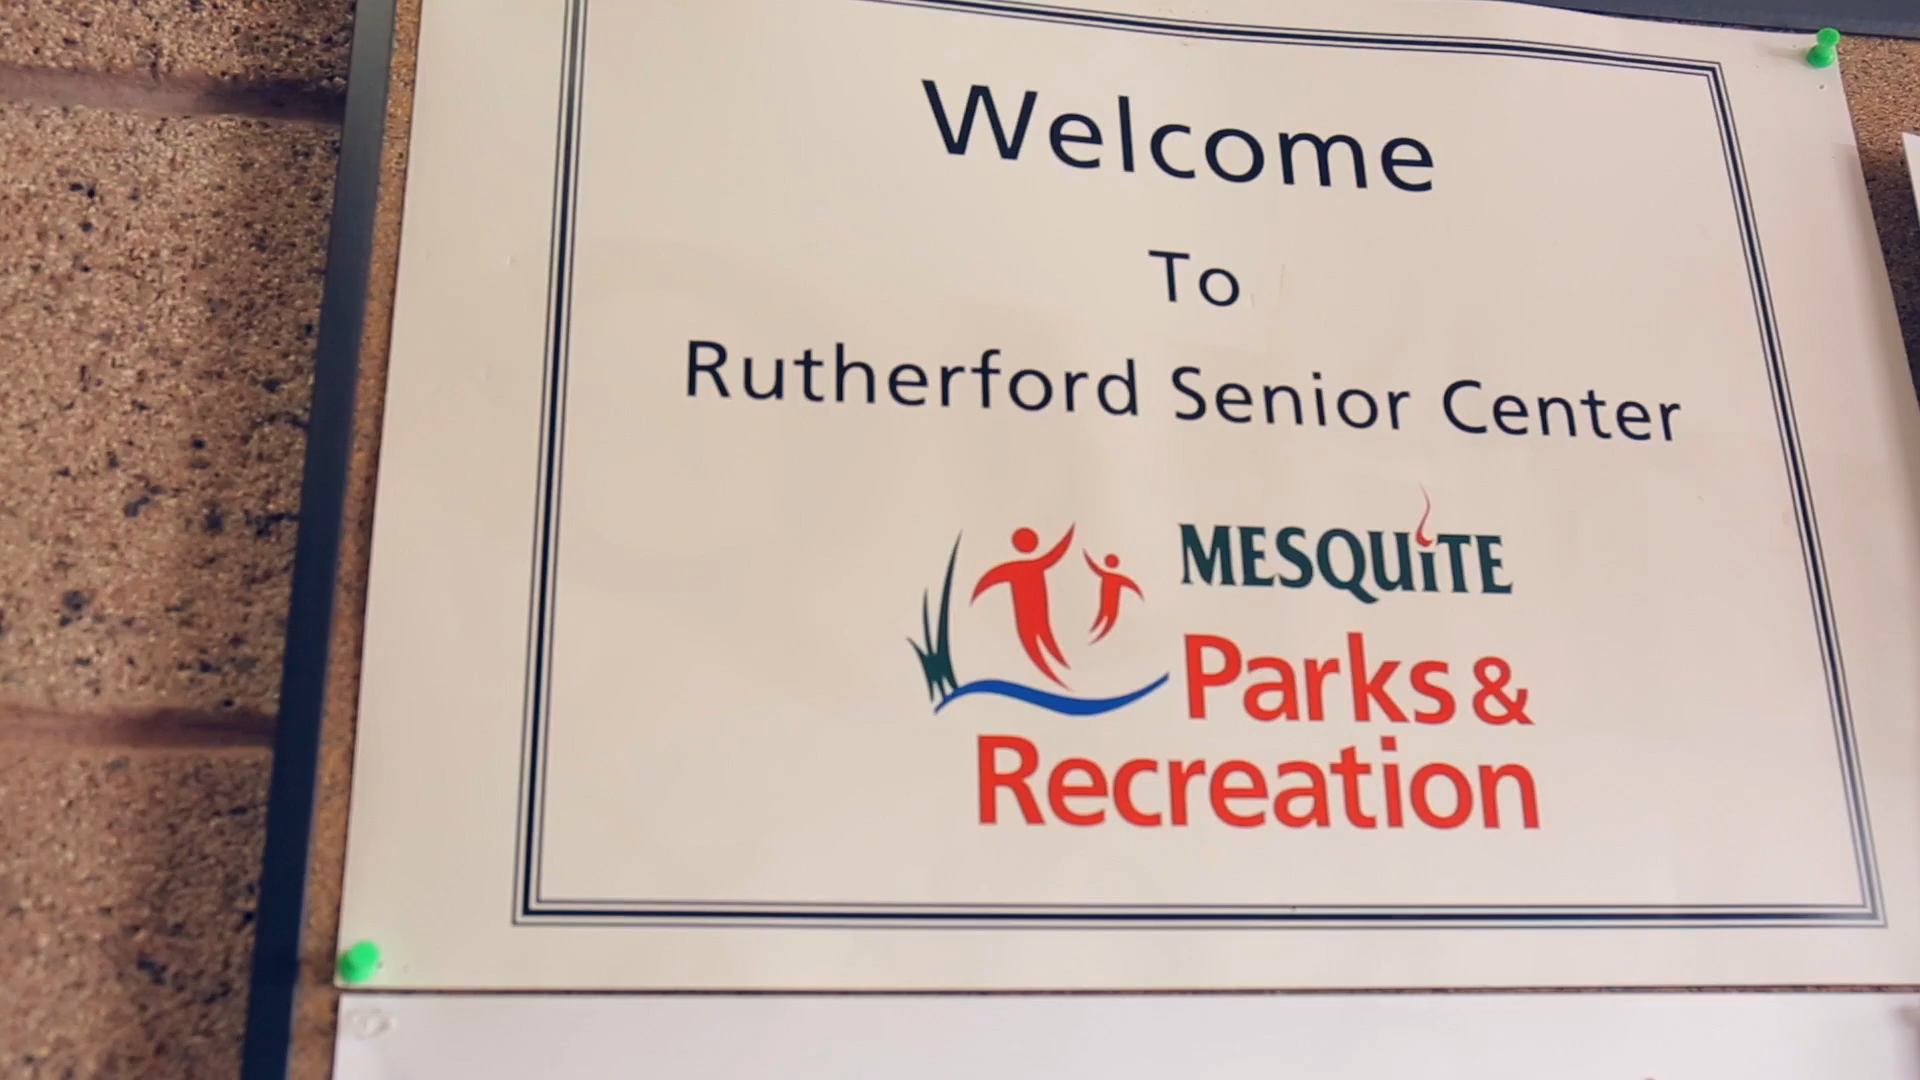 Welcome
To
Rutherford Senior Center
MESQUiTE
Parks &
Recreation